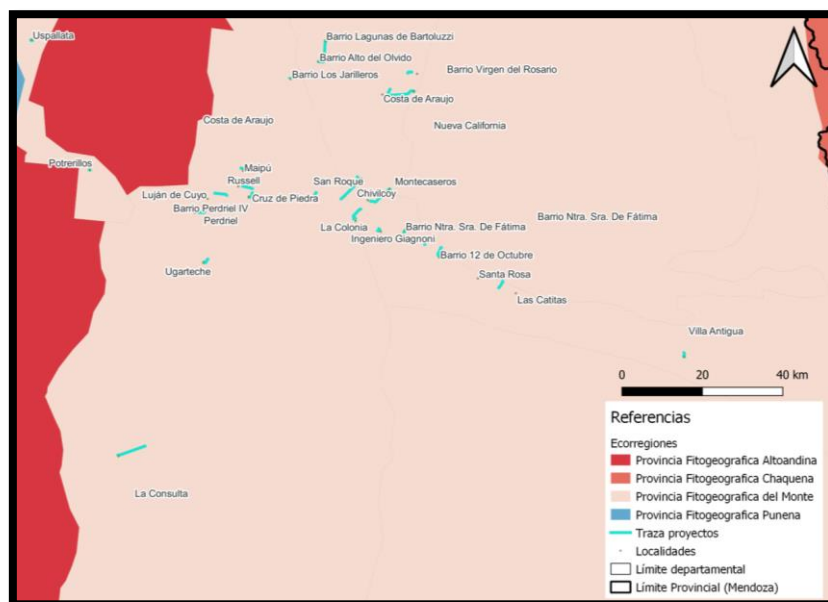 Uspallata
Barrio Lagunas de Bartoluzzi
Barrio Alto del Olvido
Barrio Virgen del Rosario
Barrio Los Jarilleros
Costa de Araujo
Costa de Araujo
Nueva California
Potrerillos
Maipú
Russell
San Roque
Montecaseros
Luján de Cuyo
Cruz de Piedra
Chivilcoy
Barrio Perdriel IV
Perdriel
Barrio Ntra. Sra. De Fátima
La Colonia
Barrio Ntra. Sra. De Fátima
Ingeniero Giagnoni
Barrio 12 de Octubre
Ugarteche
Santa Rosa
Las Catitas
Villa Antigua
0 20 40 km
La Consulta
Referencias
Ecorregiones
Provincia Fitogeografica Altoandina
Provincia Fitogeografica Chaquena
Provincia Fitogeografica del Monte
Provincia Fitogeografica Punena
Traza proyectos
Localidades
Límite departamental
Límite Provincial (Mendoza)